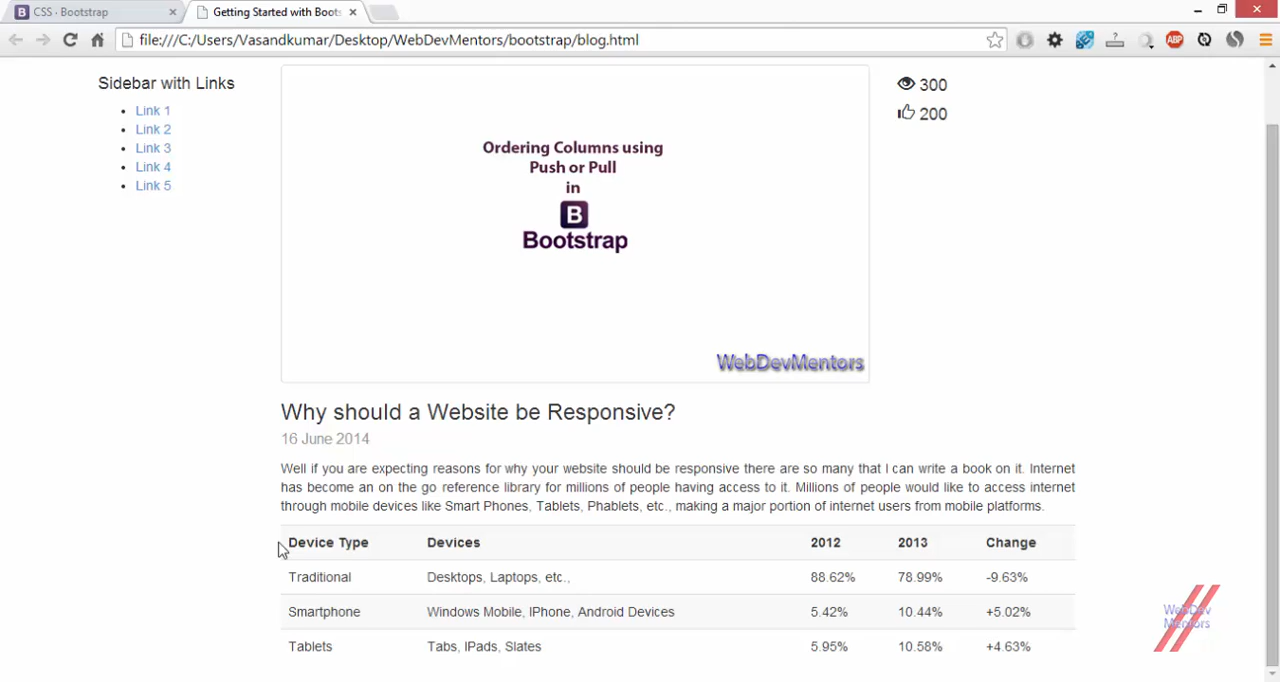 CSS · Bootstrap
Getting Started with Boots
file:///C:/Users/Vasandkumar/Desktop/WebDevMentors/bootstrap/blog.html
ABP
Sidebar with Links
Link 1
Link 2
Link 3
Link 4
Link 5
Ordering Columns using
Push or Pull
in
B
Bootstrap
WebDevMentors
300
200
Why should a Website be Responsive?
16 June 2014
Well if you are expecting reasons for why your website should be responsive there are so many that I can write a book on it. Internet
has become an on the go reference library for millions of people having access to it. Millions of people would like to access internet
through mobile devices like Smart Phones, Tablets, Phablets, etc., making a major portion of internet users from mobile platforms.
Device Type Devices 2012 2013 Change
Traditional Desktops, Laptops, etc., 88.62% 78.99% -9.63%
Smartphone Windows Mobile, IPhone, Android Devices 5.42% 10.44% +5.02%
Tablets Tabs, IPads, Slates 5.95% 10.58% +4.63%
WebDev
Mentors